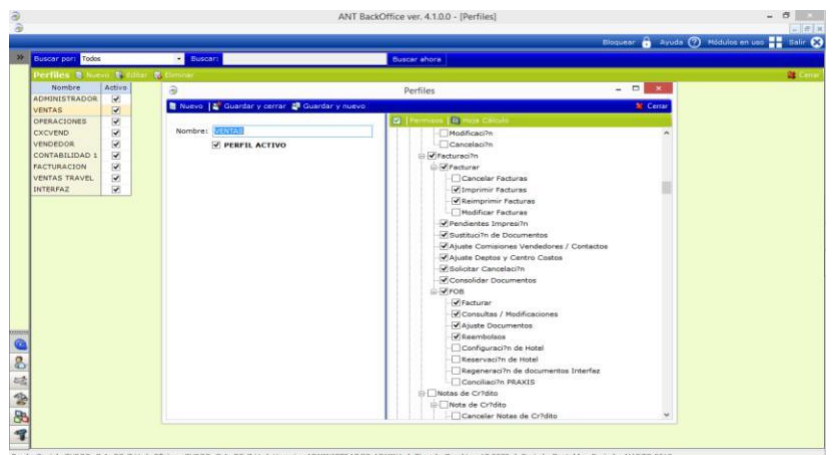 ANT BackOffice ver. 4.1.0.0 - [Perfiles]
Bloquear Ayuda Módulos en uso Salir
Buscar por: Todos Buscar: Buscar ahora
Perfiles Nuevo Editar Eliminar Cerrar
Nombre Activo
ADMINISTRADOR
VENTAS
OPERACIONES
CXCVEND
VENDEDOR
CONTABILIDAD 1
FACTURACION
VENTAS TRAVEL
INTERFAZ
Perfiles
Nuevo Guardar y cerrar Guardar y nuevo Cerrar
Nombre: VENTAS
PERFIL ACTIVO
Permisos Hoja Cálculo
Modificaci?n
Cancelaci?n
Facturaci?n
Facturar
Cancelar Facturas
Imprimir Facturas
Reimprimir Facturas
Modificar Facturas
Pendientes Impresi?n
Sustituci?n de Documentos
Ajuste Comisiones Vendedores / Contactos
Ajuste Deptos y Centro Costos
Solicitar Cancelaci?n
Consolidar Documentos
FOB
Facturar
Consultas / Modificaciones
Ajuste Documentos
Reembolsos
Configuraci?n de Hotel
Reservaci?n de Hotel
Regeneraci?n de documentos Interfaz
Conciliaci?n PRAXIS
Notas de Cr?dito
Nota de Cr?dito
Cancelar Notas de Cr?dito